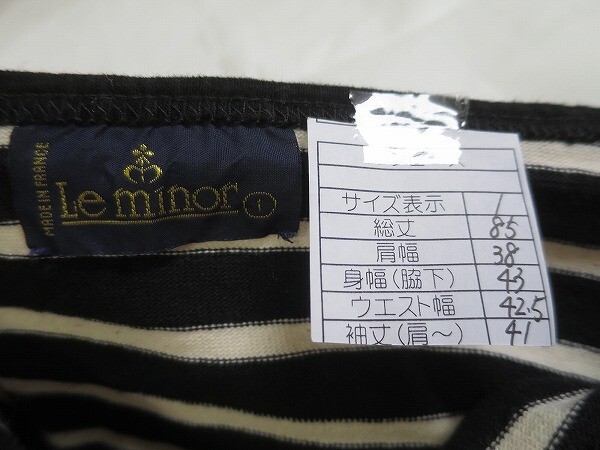 MADE IN FRANCE
Le minor
1
サイズ表示 1
総丈 85
肩幅 38
身幅(脇下) 43
ウエスト幅 42.5
袖丈(肩~) 41